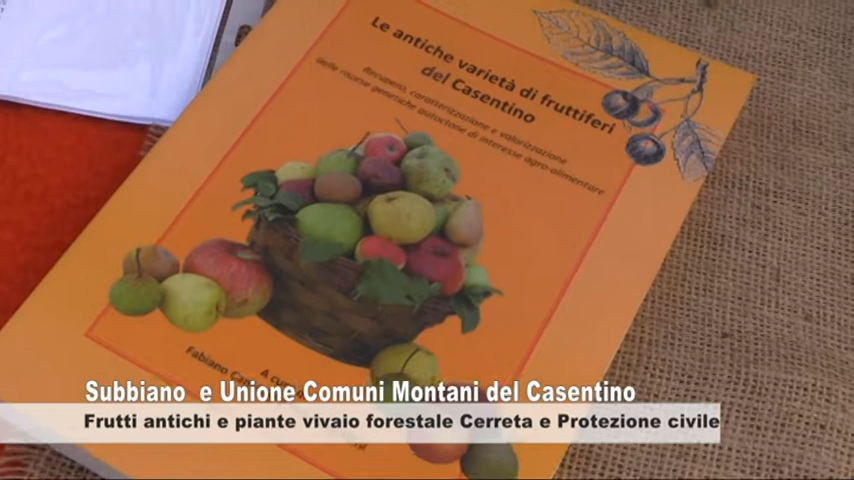 Le antiche varietà di fruttiferi
del Casentino
Recupero, caratterizzazione e valorizzazione
delle risorse genetiche autoctone di interesse agro-alimentare
A cura
Fabiano
Subbiano e Unione Comuni Montani del Casentino
Frutti antichi e piante vivaio forestale Cerreta e Protezione civile